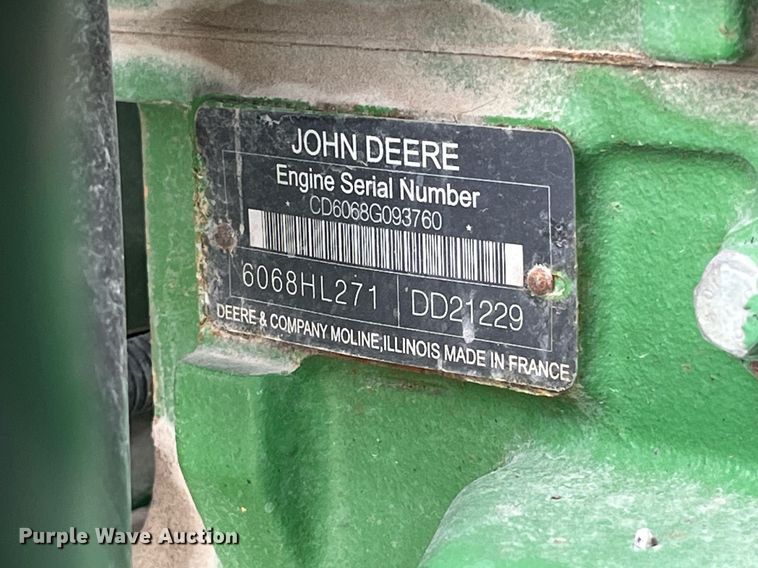 JOHN DEERE
Engine Serial Number
* CD6068G093760 *
6068HL271 DD21229
DEERE & COMPANY MOLINE,ILLINOIS MADE IN FRANCE
Purple Wave Auction